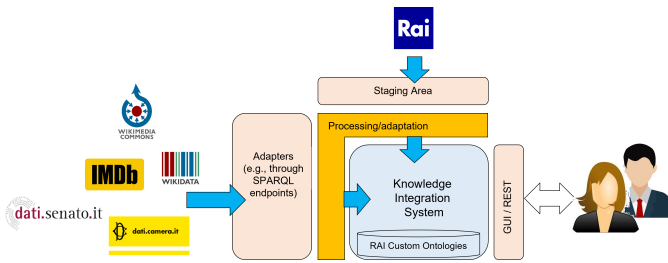 Rai
Staging Area
WIKIMEDIA
COMMONS
IMDb
WIKIDATA
dati.senato.it
dati.camera.it
Adapters
(e.g., through
SPARQL
endpoints)
Processing/adaptation
Knowledge
Integration
System
RAI Custom Ontologies
GUI / REST